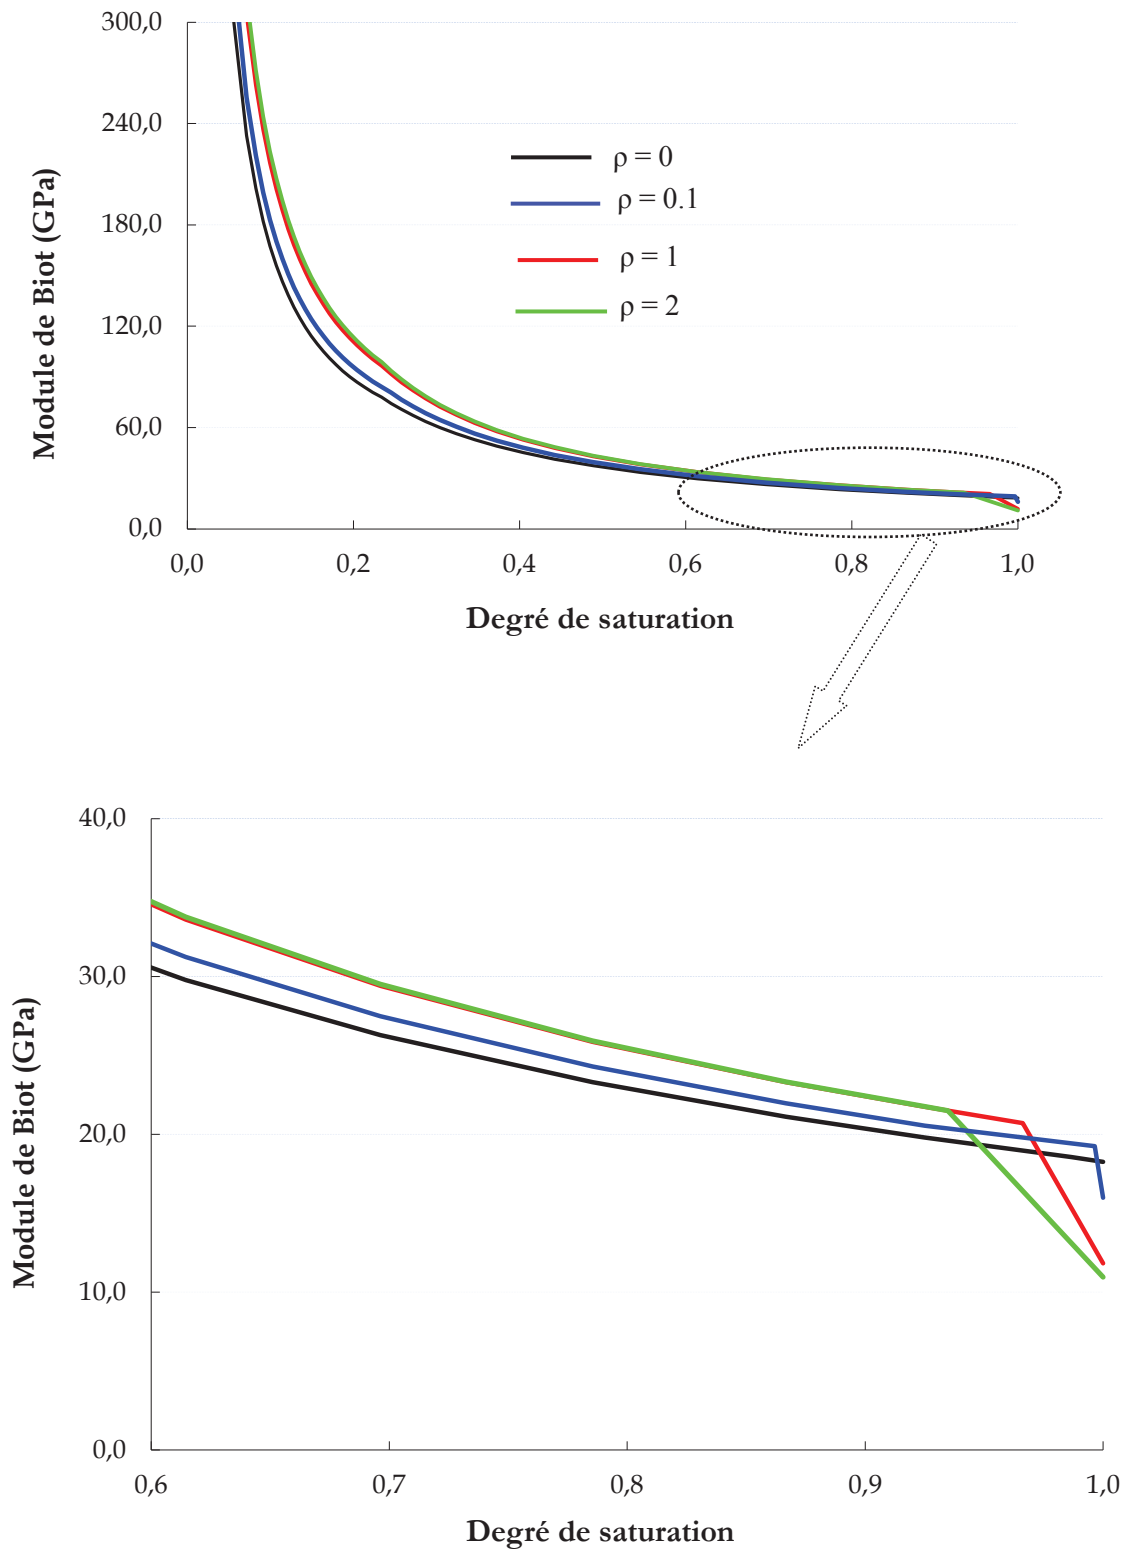 300,0
240,0
180,0
120,0
60,0
0,0
Module de Biot (GPa)
ρ = 0
ρ = 0.1
ρ = 1
ρ = 2
0,0 0,2 0,4 0,6 0,8 1,0
Degré de saturation
40,0
30,0
20,0
10,0
0,0
Module de Biot (GPa)
0,6 0,7 0,8 0,9 1,0
Degré de saturation